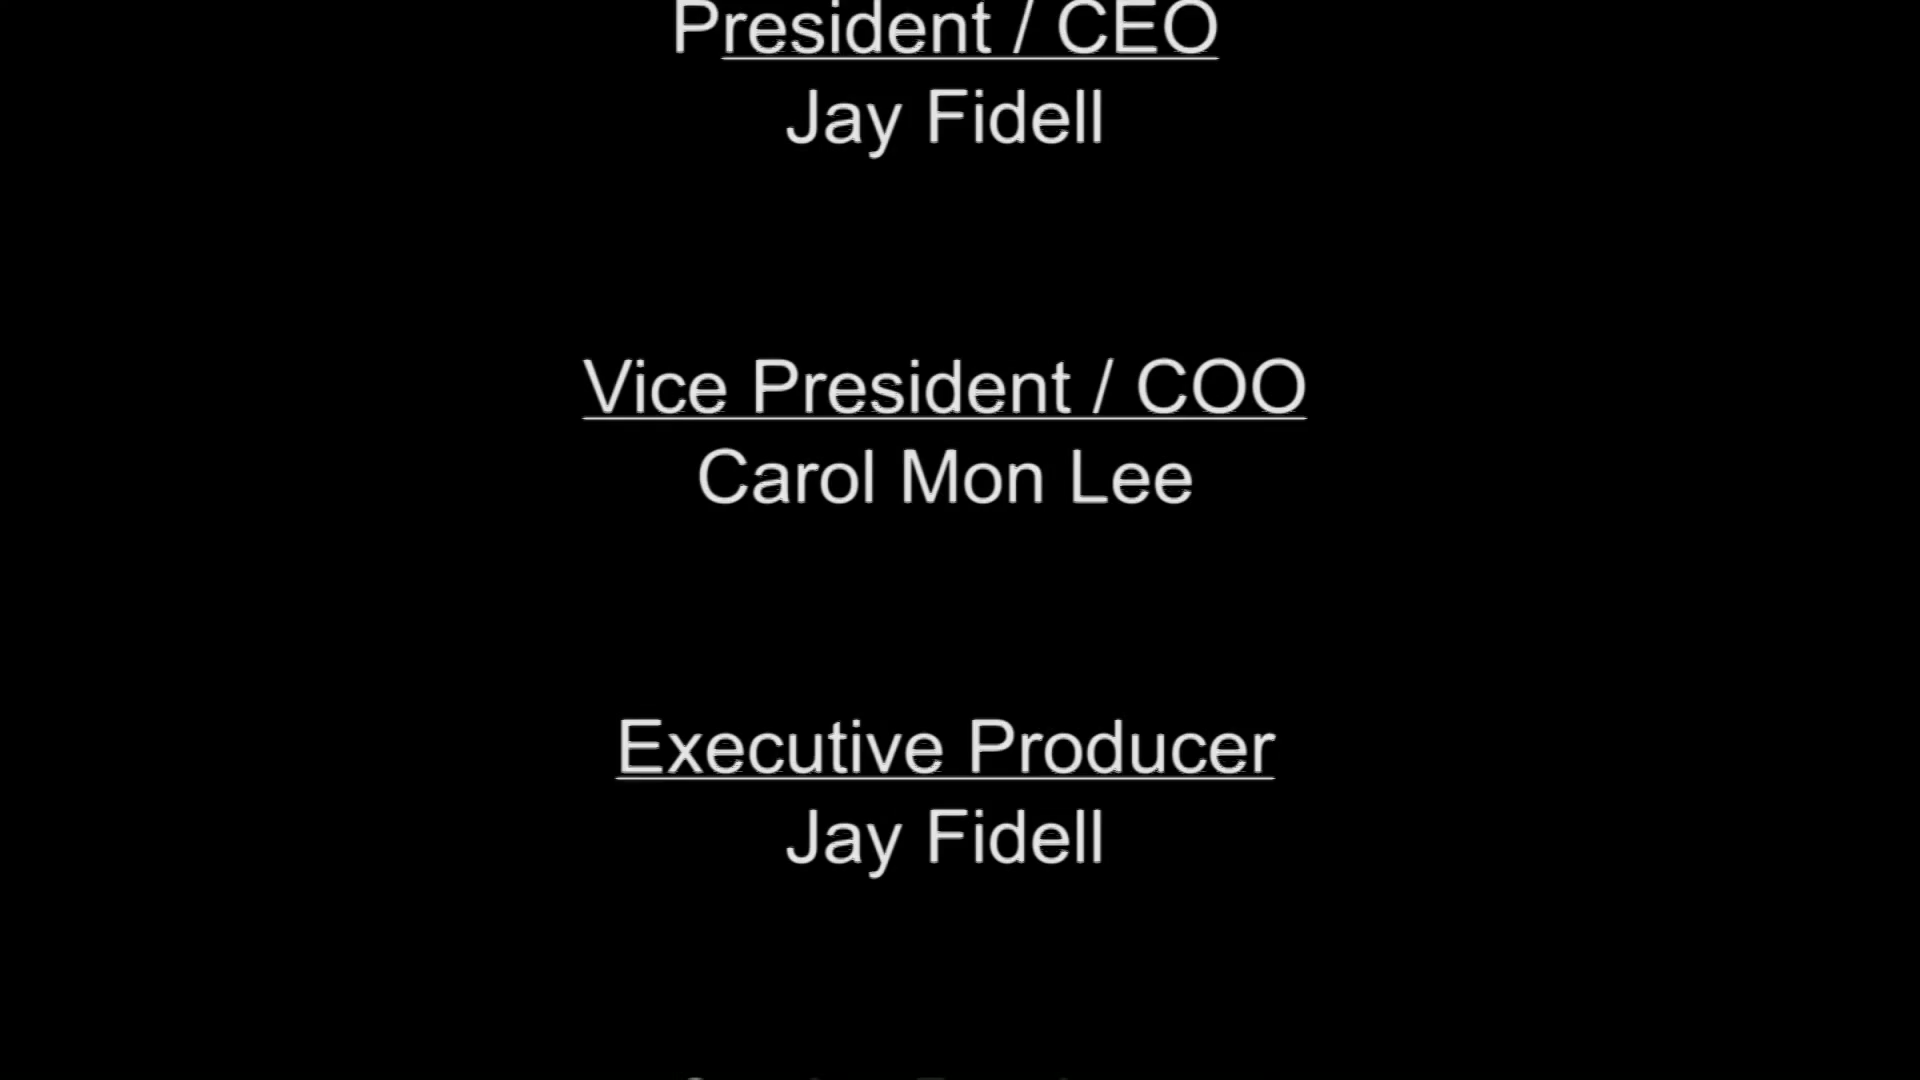 President / CEO
Jay Fidell
Vice President / COO
Carol Mon Lee
Executive Producer
Jay Fidell